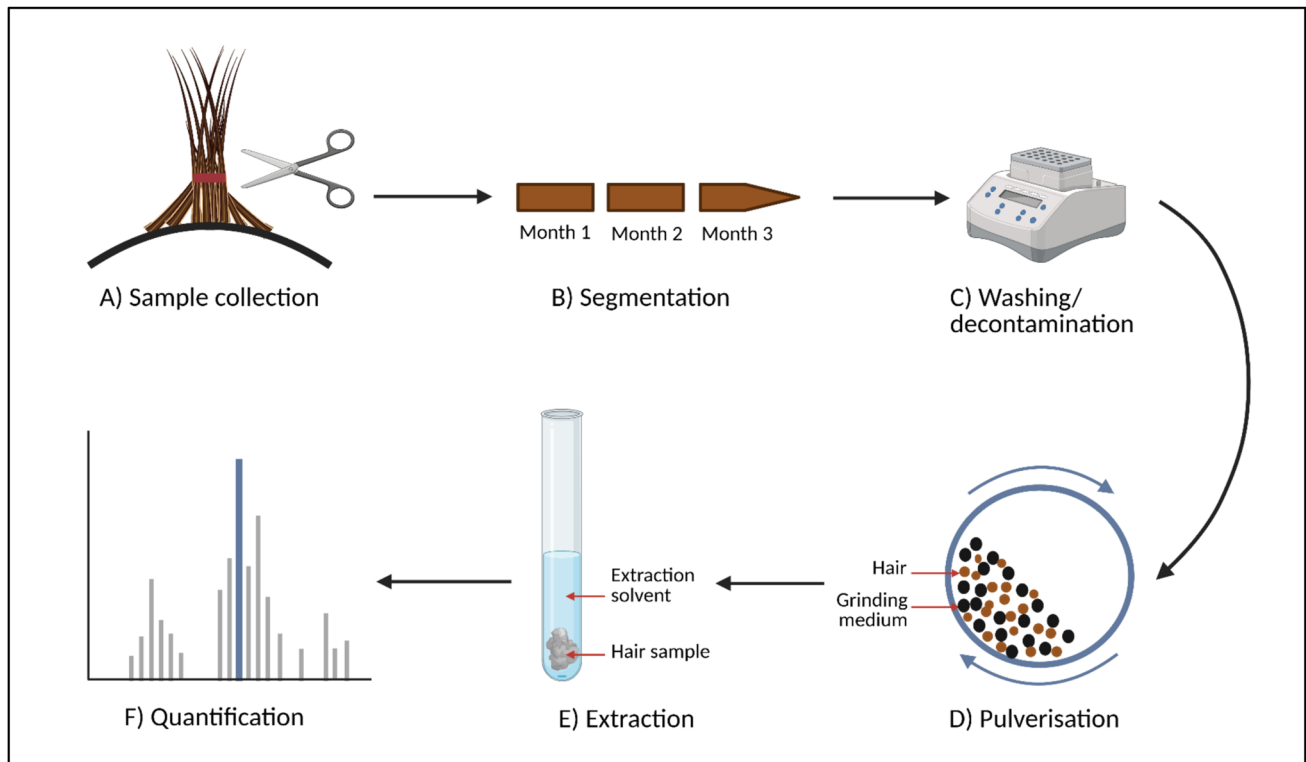 Month 1
Month 2
Month 3
A) Sample collection
B) Segmentation
C) Washing/
decontamination
Extraction
solvent
Hair sample
Hair
Grinding
medium
F) Quantification
E) Extraction
D) Pulverisation